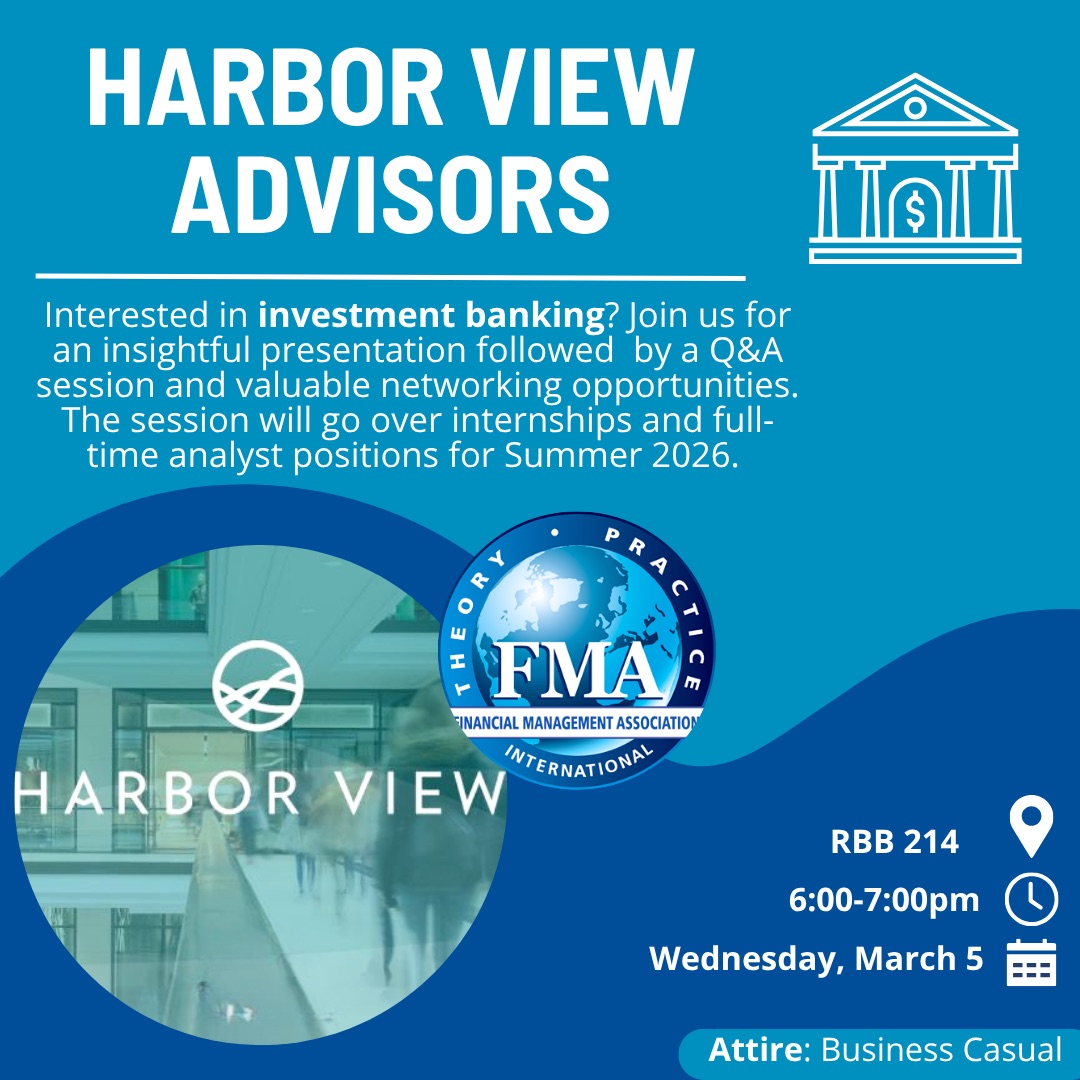 HARBOR VIEW
ADVISORS
$
Interested in investment banking? Join us for
an insightful presentation followed  by a Q&A
session and valuable networking opportunities.
The session will go over internships and full-
time analyst positions for Summer 2026.
THEORY • PRACTICE
FMA
FINANCIAL MANAGEMENT ASSOCIATION
INTERNATIONAL
HARBOR VIEW
RBB 214
6:00-7:00pm
Wednesday, March 5
Attire: Business Casual